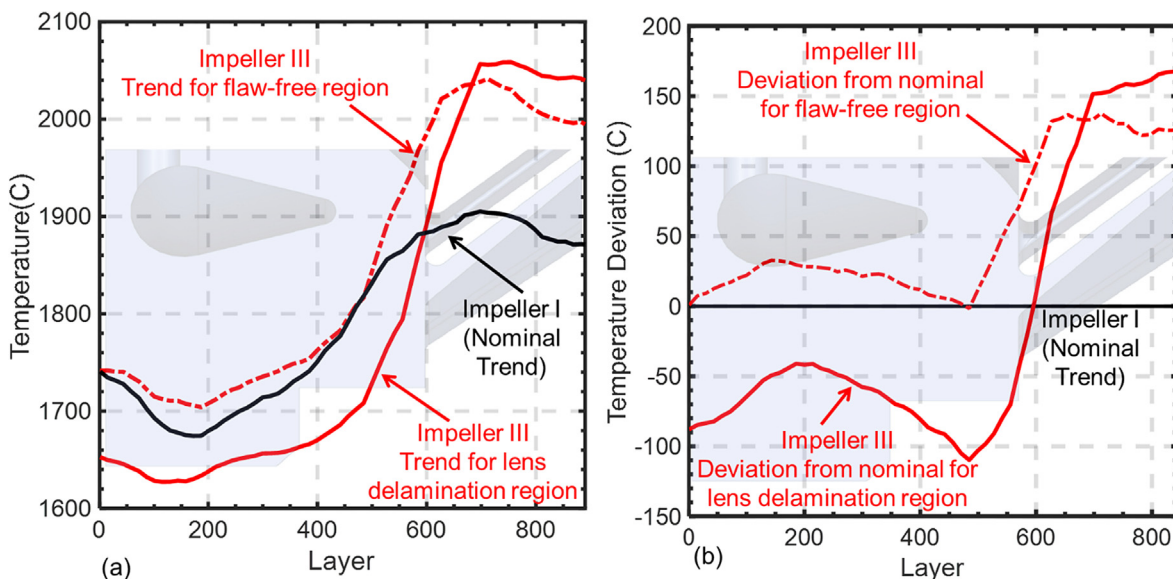 2100
2000
1900
1800
1700
1600
Temperature(C)
0
200
400
600
800
Layer
(a)
Impeller III
Trend for flaw-free region
Impeller I
(Nominal
Trend)
Impeller III
Trend for lens
delamination region
200
150
100
50
0
-50
-100
-150
Temperature Deviation (C)
0
200
400
600
800
Layer
(b)
Impeller III
Deviation from nominal
for flaw-free region
Impeller I
(Nominal
Trend)
Impeller III
Deviation from nominal for
lens delamination region